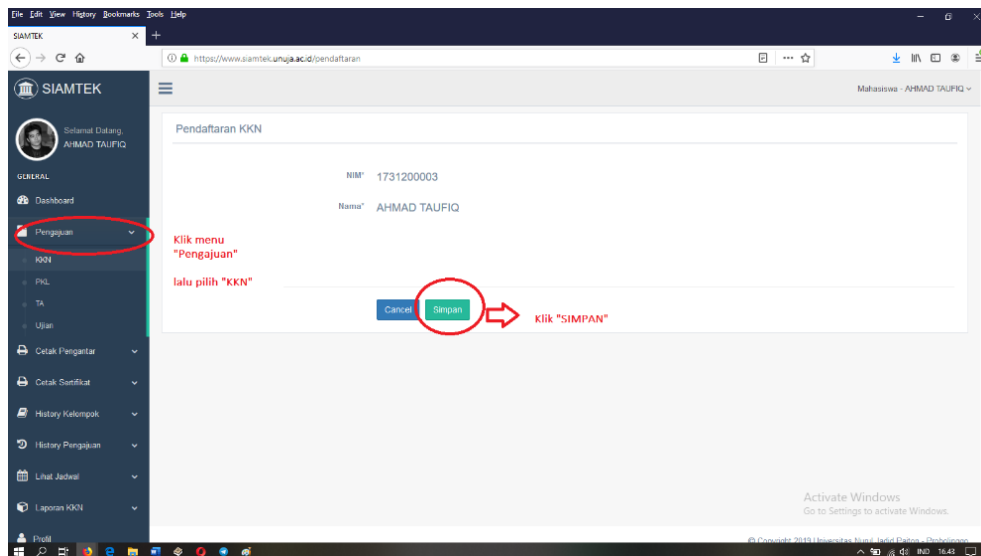 File Edit View History Bookmarks Tools Help
SIAMTEK
https://www.siamtek.unuja.ac.id/pendaftaran
SIAMTEK
Mahasiswa - AHMAD TAUFIQ
Selamat Datang,
AHMAD TAUFIQ
Pendaftaran KKN
NIM* 1731200003
Nama* AHMAD TAUFIQ
GENERAL
Dashboard
Pengajuan
KKN
PKL
TA
Ujian
Cetak Pengantar
Cetak Sertifikat
History Kelompok
History Pengajuan
Lihat Jadwal
Laporan KKN
Profil
Klik menu
"Pengajuan"
lalu pilih "KKN"
Cancel Simpan
Klik "SIMPAN"
Activate Windows
Go to Settings to activate Windows.
© Copyright 2019 Universitas Nurul Jadid Paiton - Probolinggo
IND 16.43